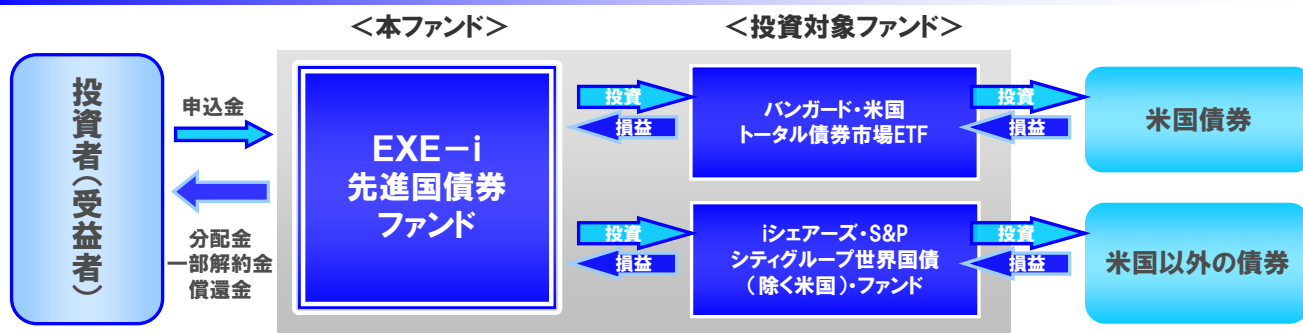 ＜本ファンド＞
＜投資対象ファンド＞
投資者（受益者）
申込金
分配金
一部解約金
償還金
EXE－i
先進国債券
ファンド
投資
損益
バンガード・米国
トータル債券市場ETF
投資
損益
米国債券
投資
損益
iシェアーズ・S&P
シティグループ世界国債
（除く米国）・ファンド
投資
損益
米国以外の債券